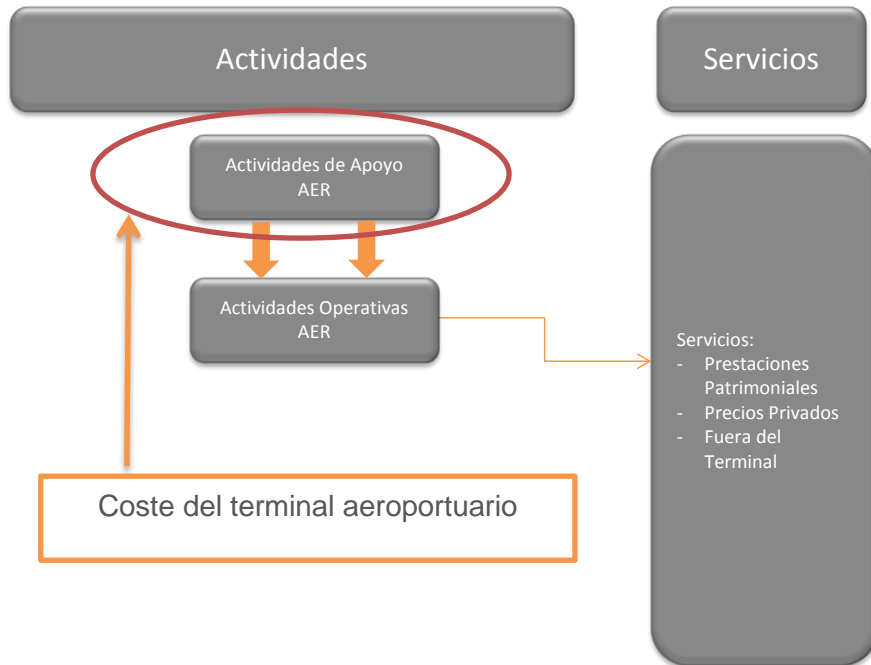 Actividades
Servicios
Actividades de Apoyo
AER
Actividades Operativas
AER
Servicios:
- Prestaciones
Patrimoniales
- Precios Privados
- Fuera del
Terminal
Coste del terminal aeroportuario